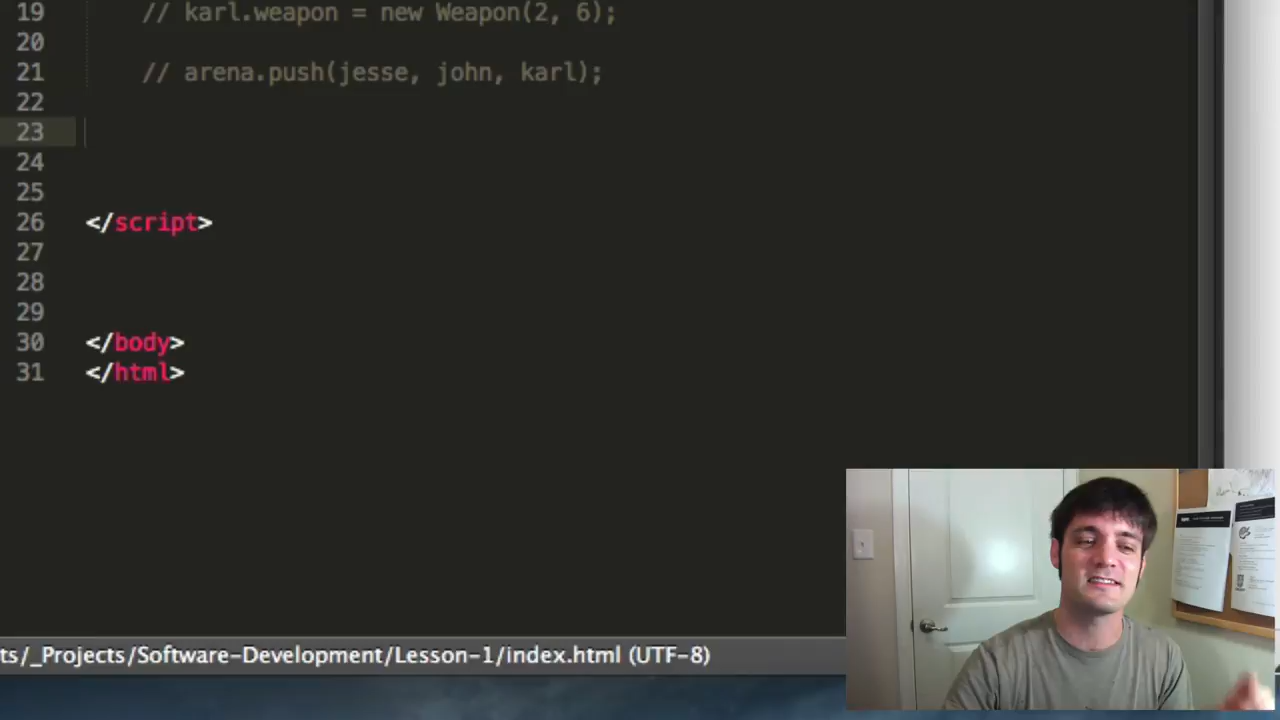 19 // karl.weapon = new Weapon(2, 6);
20
21 // arena.push(jesse, john, karl);
22
23
24
25
26 </script>
27
28
29
30 </body>
31 </html>
ts/_Projects/Software-Development/Lesson-1/index.html (UTF-8)